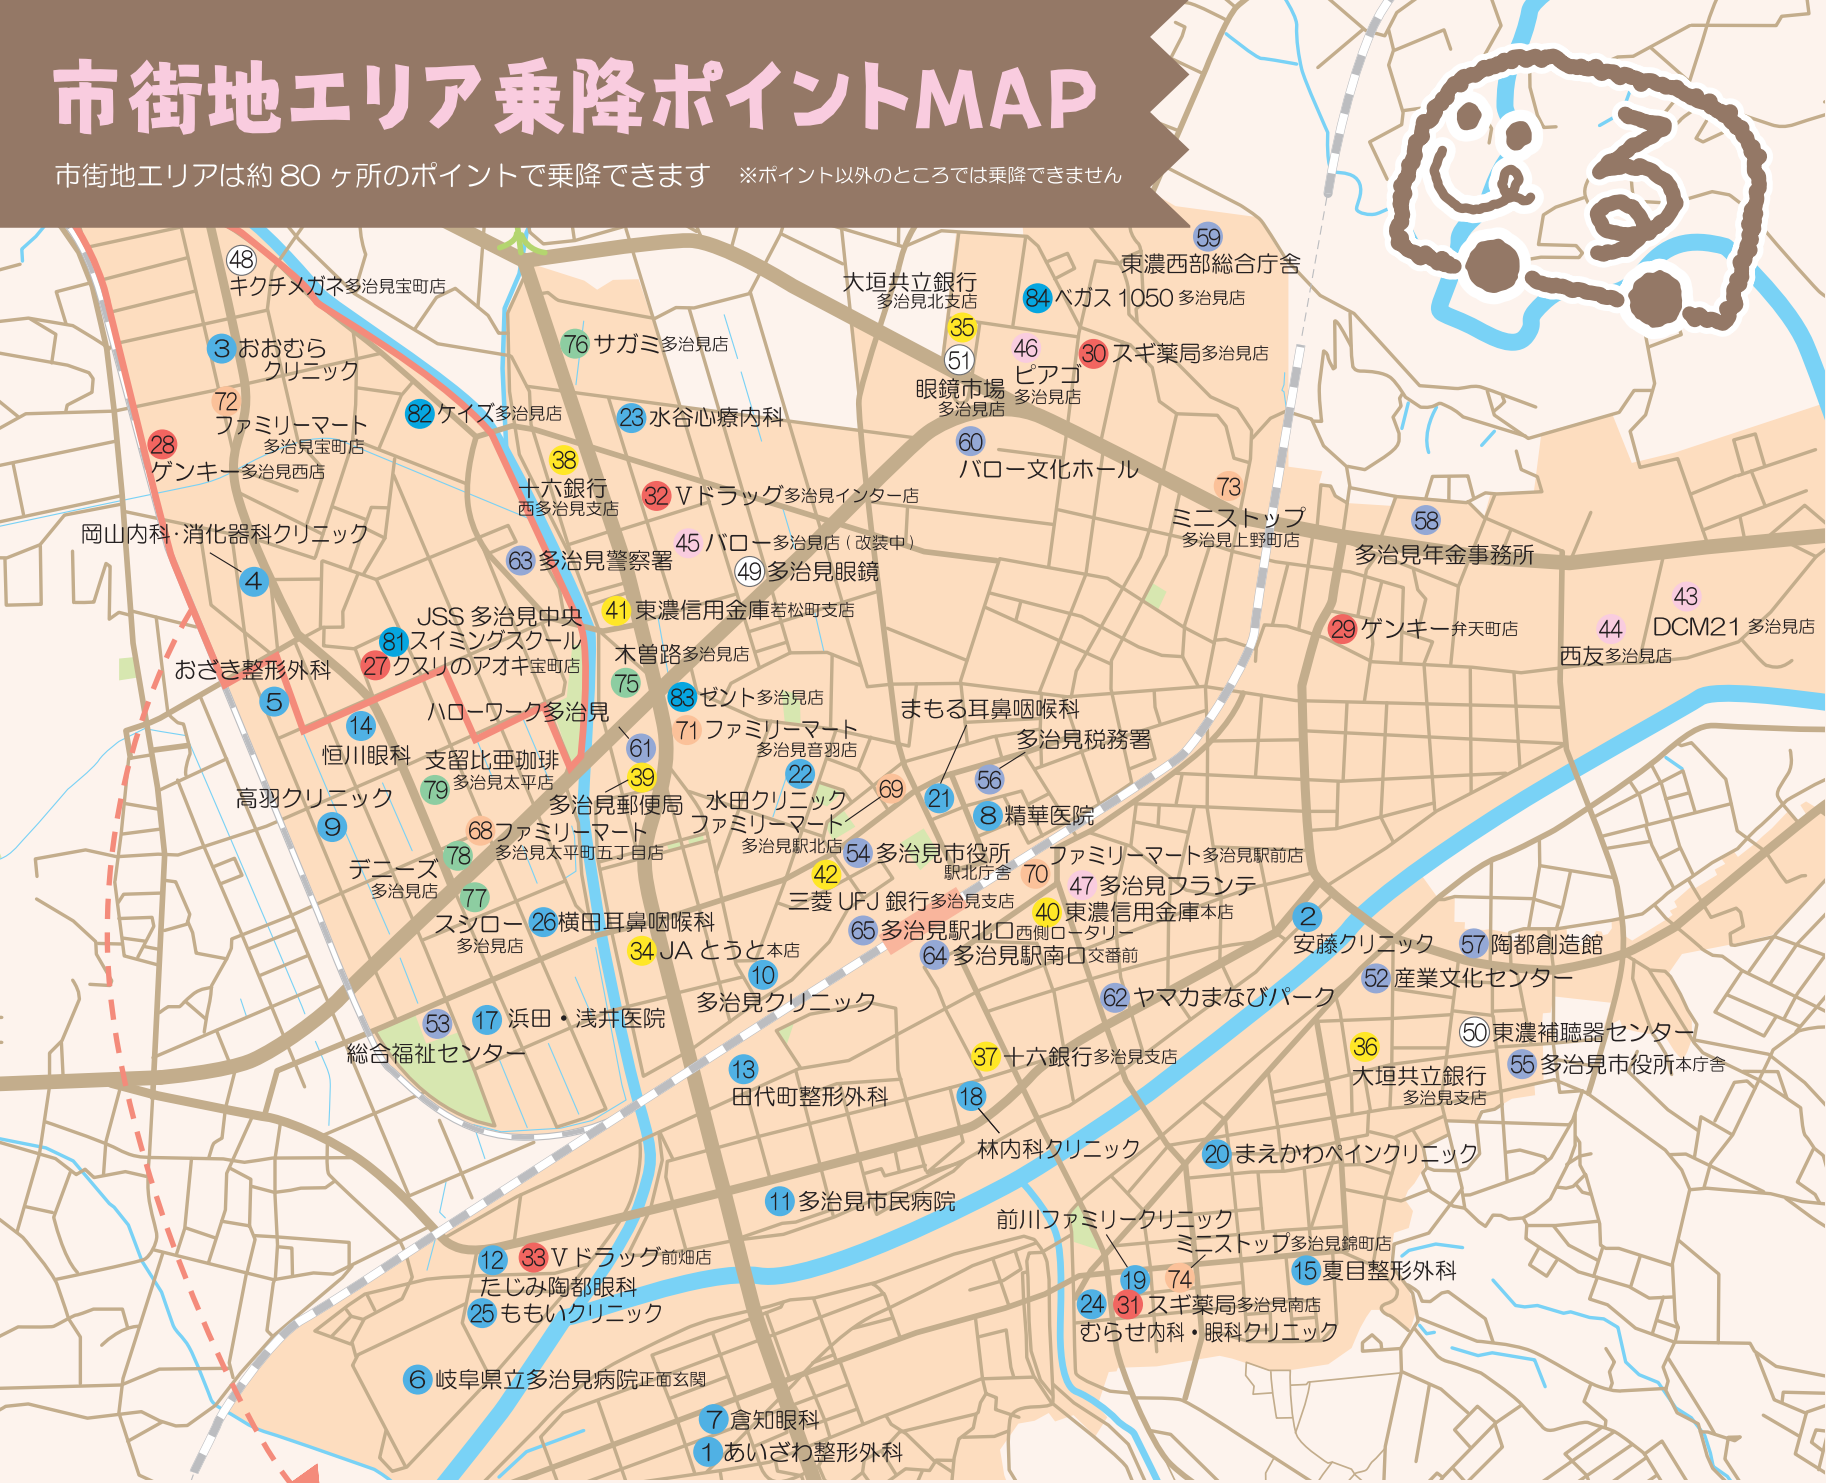 市街地エリア乗降ポイントMAP
市街地エリアは約80ヶ所のポイントで乗降できます ※ポイント以外のところでは乗降できません
のる
59
東濃西部総合庁舎
48
キクチメガネ多治見宝町店
大垣共立銀行
多治見北支店
35
84 ベガス1050多治見店
51
眼鏡市場
多治見店
46
ピアゴ
多治見店
30 スギ薬局多治見店
3 おおむら
クリニック
76 サガミ多治見店
72
ファミリーマート
多治見宝町店
82 ケイズ多治見店
23 水谷心療内科
28
ゲンキー多治見西店
38
十六銀行
西多治見支店
60
バロー文化ホール
32 Vドラッグ多治見インター店
73
ミニストップ
多治見上野町店
58
多治見年金事務所
岡山内科・消化器科クリニック
4
63 多治見警察署
45 バロー多治見店(改装中)
49 多治見眼鏡
JSS多治見中央
81 スイミングスクール
27 クスリのアオキ宝町店
41 東濃信用金庫若松町支店
29 ゲンキー弁天町店
43
DCM21多治見店
44
西友多治見店
おざき整形外科
5
木曽路多治見店
75
83 ゼント多治見店
14
恒川眼科
ハローワーク多治見
61
71 ファミリーマート
多治見音羽店
まもる耳鼻咽喉科
21
多治見税務署
56
支留比亜珈琲
79 多治見太平店
39
多治見郵便局
22
水田クリニック
69
ファミリーマート
多治見駅北店
高羽クリニック
9
8 精華医院
68 ファミリーマート
多治見太平町五丁目店
54 多治見市役所
駅北庁舎
ファミリーマート多治見駅前店
70
78
デニーズ
多治見店
42
三菱UFJ銀行多治見支店
47 多治見フランテ
77
スシロー
多治見店
26 横田耳鼻咽喉科
40 東濃信用金庫本店
2
安藤クリニック
65 多治見駅北口西側ロータリー
34 JAとうと本店
64 多治見駅南口交番前
57 陶都創造館
10
多治見クリニック
52 産業文化センター
62 ヤマカまなびパーク
53
総合福祉センター
17 浜田・浅井医院
50 東濃補聴器センター
36
大垣共立銀行
多治見支店
55 多治見市役所本庁舎
13
田代町整形外科
37 十六銀行多治見支店
18
林内科クリニック
20 まえかわペインクリニック
11 多治見市民病院
前川ファミリークリニック
19
ミニストップ多治見錦町店
74
15 夏目整形外科
12 33 Vドラッグ前畑店
たじみ陶都眼科
25 ももいクリニック
24 31 スギ薬局多治見南店
むらせ内科・眼科クリニック
6 岐阜県立多治見病院正面玄関
7 倉知眼科
1 あいざわ整形外科